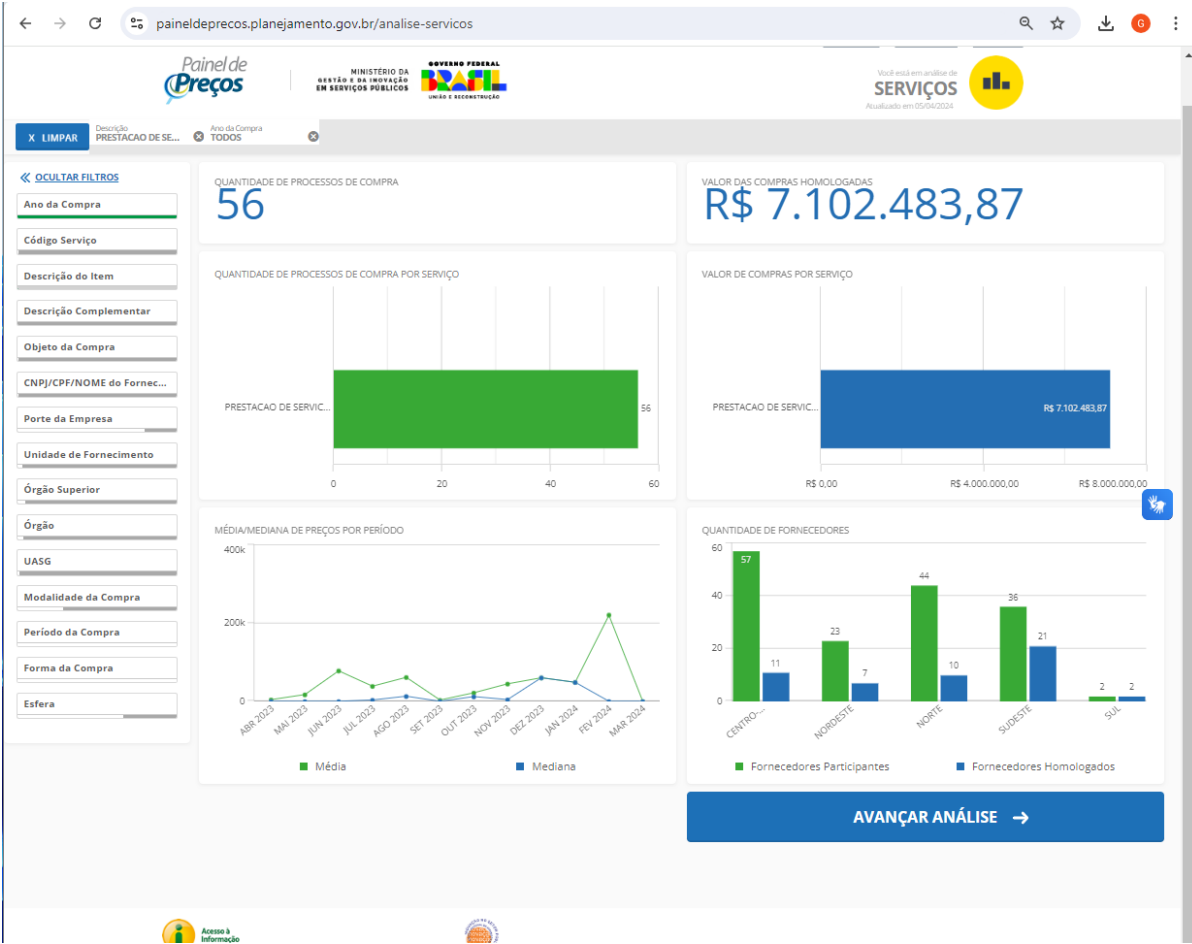 paineldeprecos.planejamento.gov.br/analise-servicos
G
Painel de
Preços
MINISTÉRIO DA
GESTÃO E DA INOVAÇÃO
EM SERVIÇOS PÚBLICOS
GOVERNO FEDERAL
BRASIL
UNIÃO E RECONSTRUÇÃO
Você está em análise de
SERVIÇOS
Atualizado em 05/04/2024
X LIMPAR
Descrição
PRESTACAO DE SE...
Ano da Compra
TODOS
OCULTAR FILTROS
Ano da Compra
Código Serviço
Descrição do Item
Descrição Complementar
Objeto da Compra
CNPJ/CPF/NOME do Fornec...
Porte da Empresa
Unidade de Fornecimento
Órgão Superior
Órgão
UASG
Modalidade da Compra
Período da Compra
Forma da Compra
Esfera
QUANTIDADE DE PROCESSOS DE COMPRA
56
VALOR DAS COMPRAS HOMOLOGADAS
R$ 7.102.483,87
QUANTIDADE DE PROCESSOS DE COMPRA POR SERVIÇO
PRESTACAO DE SERVIC...
56
0 20 40 60
VALOR DE COMPRAS POR SERVIÇO
PRESTACAO DE SERVIC...
R$ 7.102.483,87
R$ 0,00 R$ 4.000.000,00 R$ 8.000.000,00
MÉDIA/MEDIANA DE PREÇOS POR PERÍODO
400k
200k
0
ABR 2023 MAI 2023 JUN 2023 JUL 2023 AGO 2023 SET 2023 OUT 2023 NOV 2023 DEZ 2023 JAN 2024 FEV 2024 MAR 2024
Média Mediana
QUANTIDADE DE FORNECEDORES
60
40
20
0
57 11 23 7 44 10 36 21 2 2
CENTRO-... NORDESTE NORTE SUDESTE SUL
Fornecedores Participantes Fornecedores Homologados
AVANÇAR ANÁLISE
Acesso à
Informação